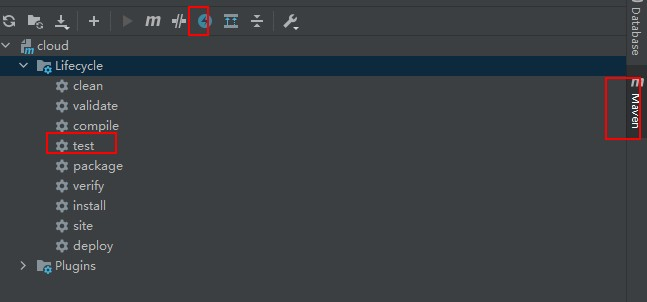 m
cloud
Lifecycle
clean
validate
compile
test
package
verify
install
site
deploy
Plugins
Database
m Maven